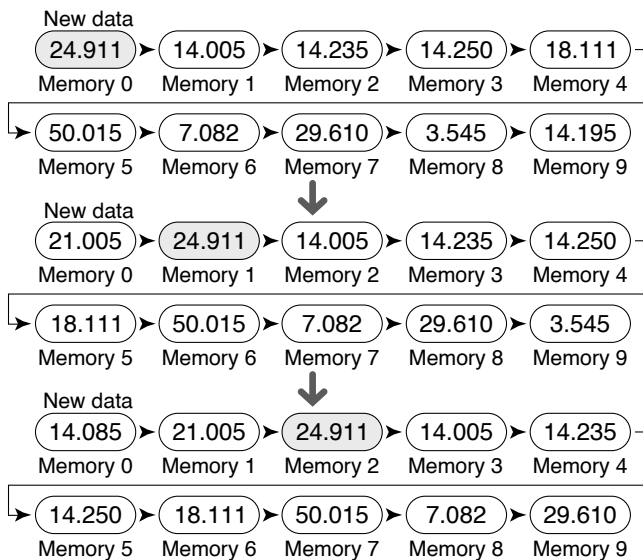 New data
24.911 14.005 14.235 14.250 18.111
Memory 0 Memory 1 Memory 2 Memory 3 Memory 4
50.015 7.082 29.610 3.545 14.195
Memory 5 Memory 6 Memory 7 Memory 8 Memory 9
New data
21.005 24.911 14.005 14.235 14.250
Memory 0 Memory 1 Memory 2 Memory 3 Memory 4
18.111 50.015 7.082 29.610 3.545
Memory 5 Memory 6 Memory 7 Memory 8 Memory 9
New data
14.085 21.005 24.911 14.005 14.235
Memory 0 Memory 1 Memory 2 Memory 3 Memory 4
14.250 18.111 50.015 7.082 29.610
Memory 5 Memory 6 Memory 7 Memory 8 Memory 9